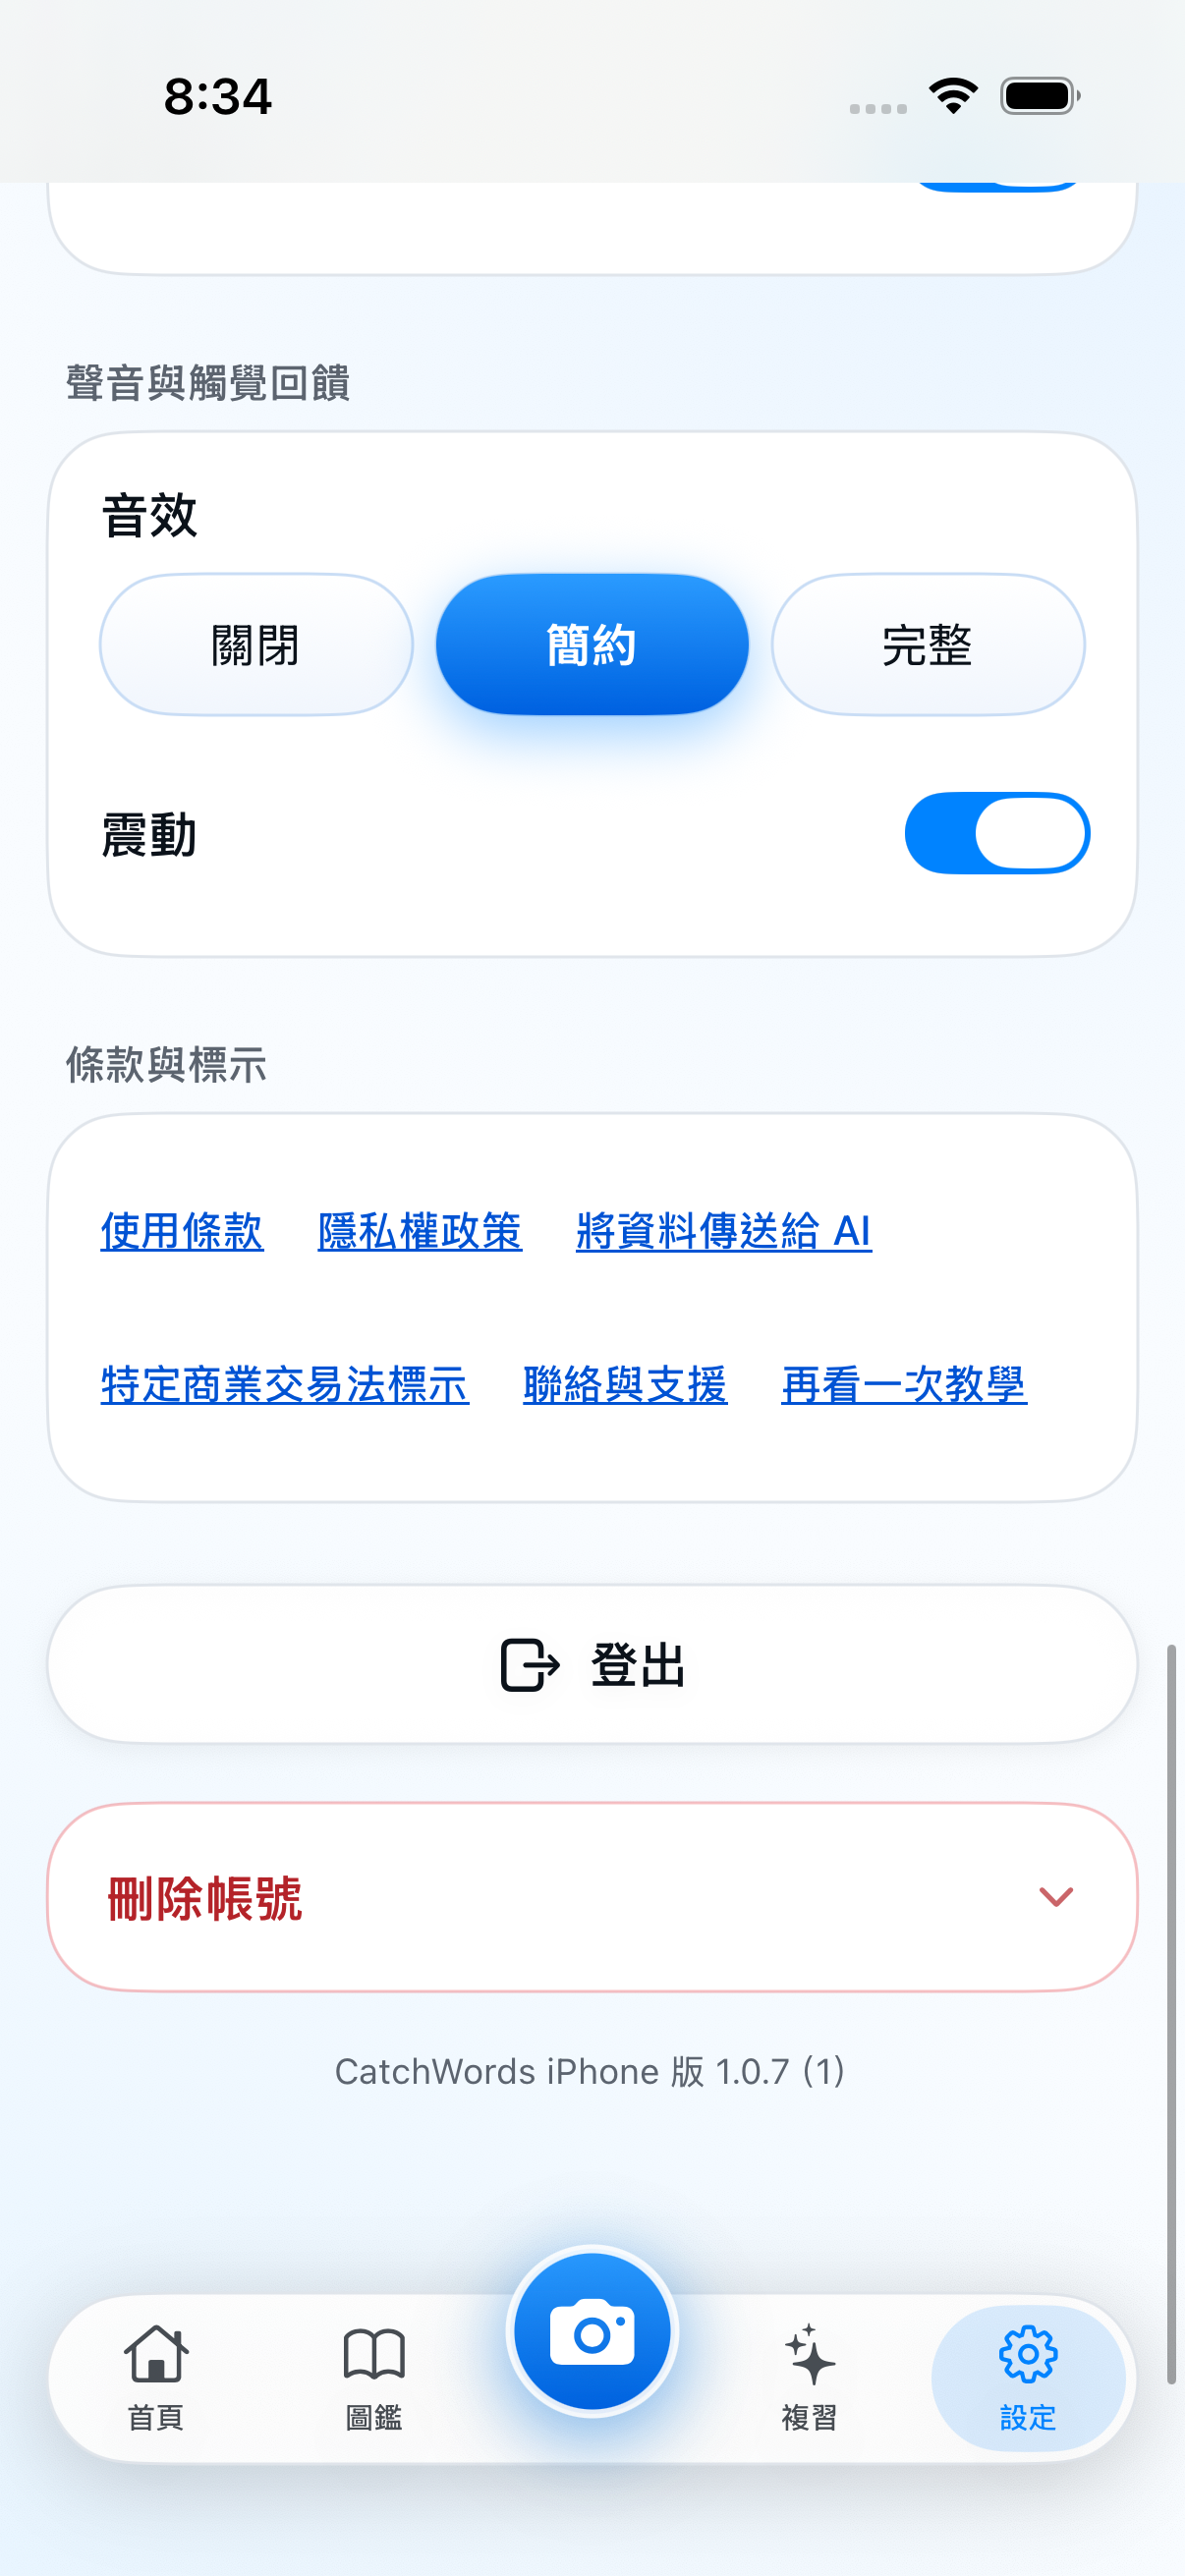 8:34
聲音與觸覺回饋
音效
關閉 簡約 完整
震動
條款與標示
使用條款 隱私權政策 將資料傳送給 AI
特定商業交易法標示 聯絡與支援 再看一次教學
登出
刪除帳號
CatchWords iPhone 版 1.0.7 (1)
首頁 圖鑑 複習 設定